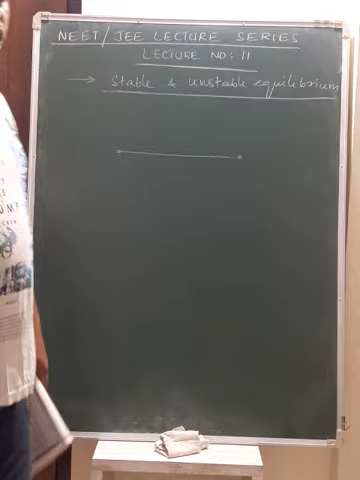 NEET/JEE LECTURE SERIES
LECTURE NO: 11
→ Stable & unstable equilibrium